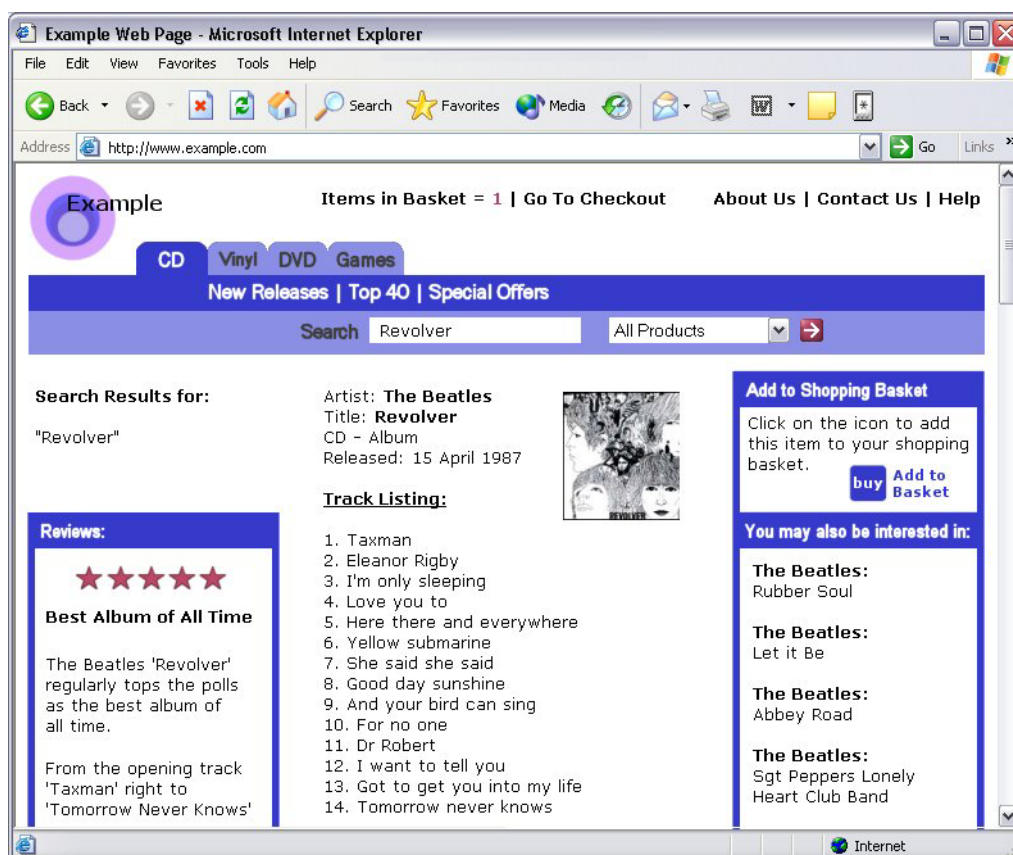 Example Web Page - Microsoft Internet Explorer
File Edit View Favorites Tools Help
Back Search Favorites Media W
Address http://www.example.com Go Links »
Example
Items in Basket = 1 | Go To Checkout
About Us | Contact Us | Help
CD Vinyl DVD Games
New Releases | Top 40 | Special Offers
Search Revolver All Products
Search Results for:
"Revolver"
Reviews:
Best Album of All Time
The Beatles 'Revolver'
regularly tops the polls
as the best album of
all time.
From the opening track
'Taxman' right to
'Tomorrow Never Knows'
Artist: The Beatles
Title: Revolver
CD - Album
Released: 15 April 1987
REVOLVER
Track Listing:
1. Taxman
2. Eleanor Rigby
3. I'm only sleeping
4. Love you to
5. Here there and everywhere
6. Yellow submarine
7. She said she said
8. Good day sunshine
9. And your bird can sing
10. For no one
11. Dr Robert
12. I want to tell you
13. Got to get you into my life
14. Tomorrow never knows
Add to Shopping Basket
Click on the icon to add
this item to your shopping
basket.
buy Add to
Basket
You may also be interested in:
The Beatles:
Rubber Soul
The Beatles:
Let it Be
The Beatles:
Abbey Road
The Beatles:
Sgt Peppers Lonely
Heart Club Band
Internet